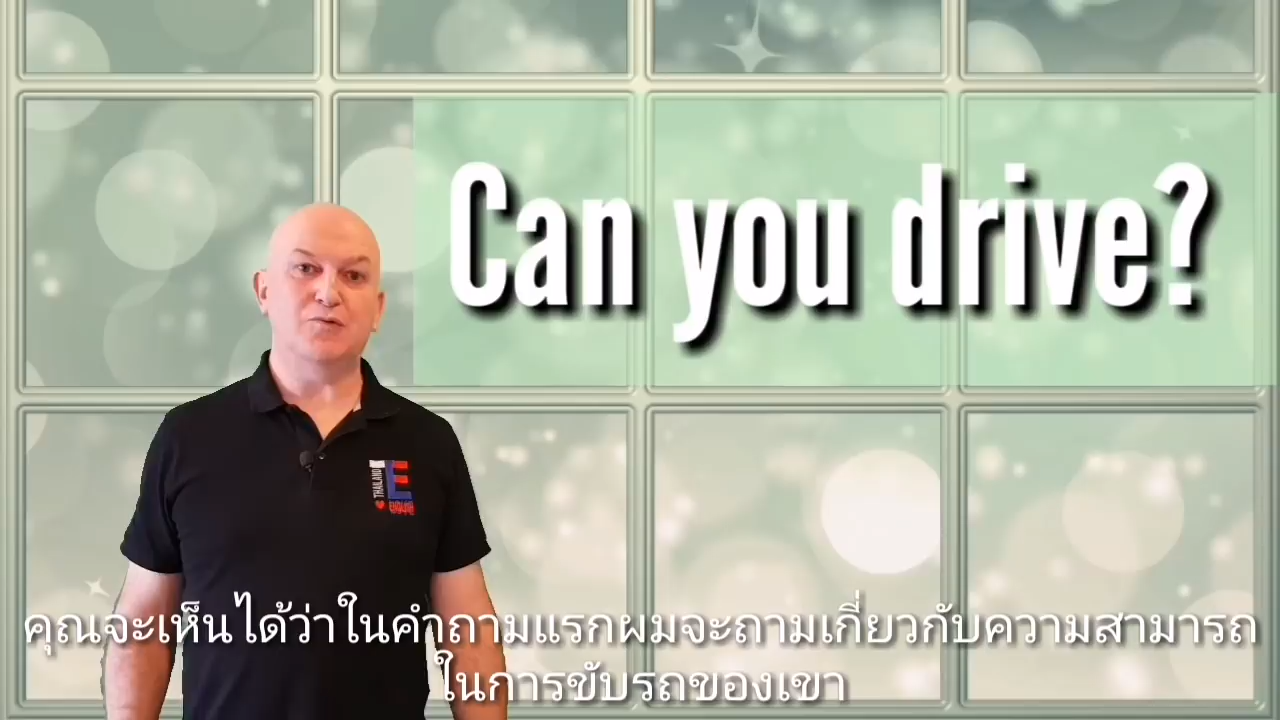 Can you drive?
THAILAND
E
คุณจะเห็นได้ว่าในคำถามแรกผมจะถามเกี่ยวกับความสามารถ
ในการขับรถของเขา